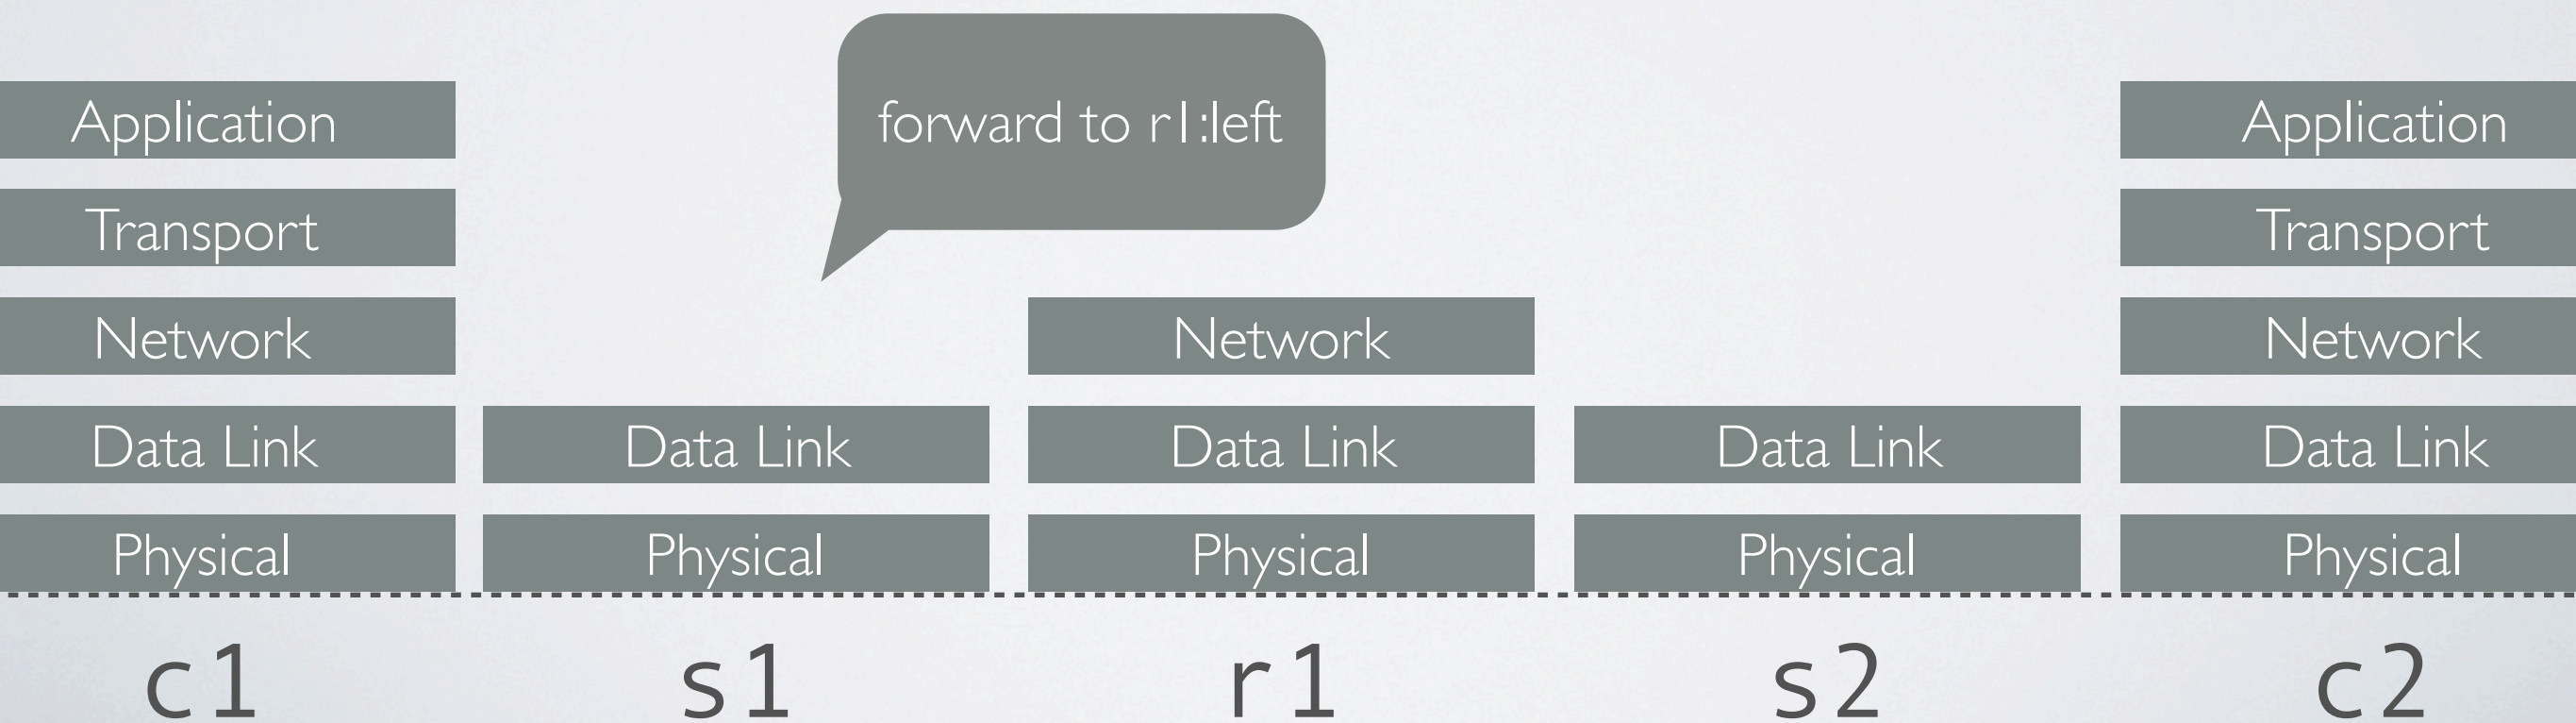 forward to r1:left
Application
Application
Transport
Transport
Network
Network
Network
Data Link
Data Link
Data Link
Data Link
Data Link
Physical
Physical
Physical
Physical
Physical
c1
s1
r1
s2
c2